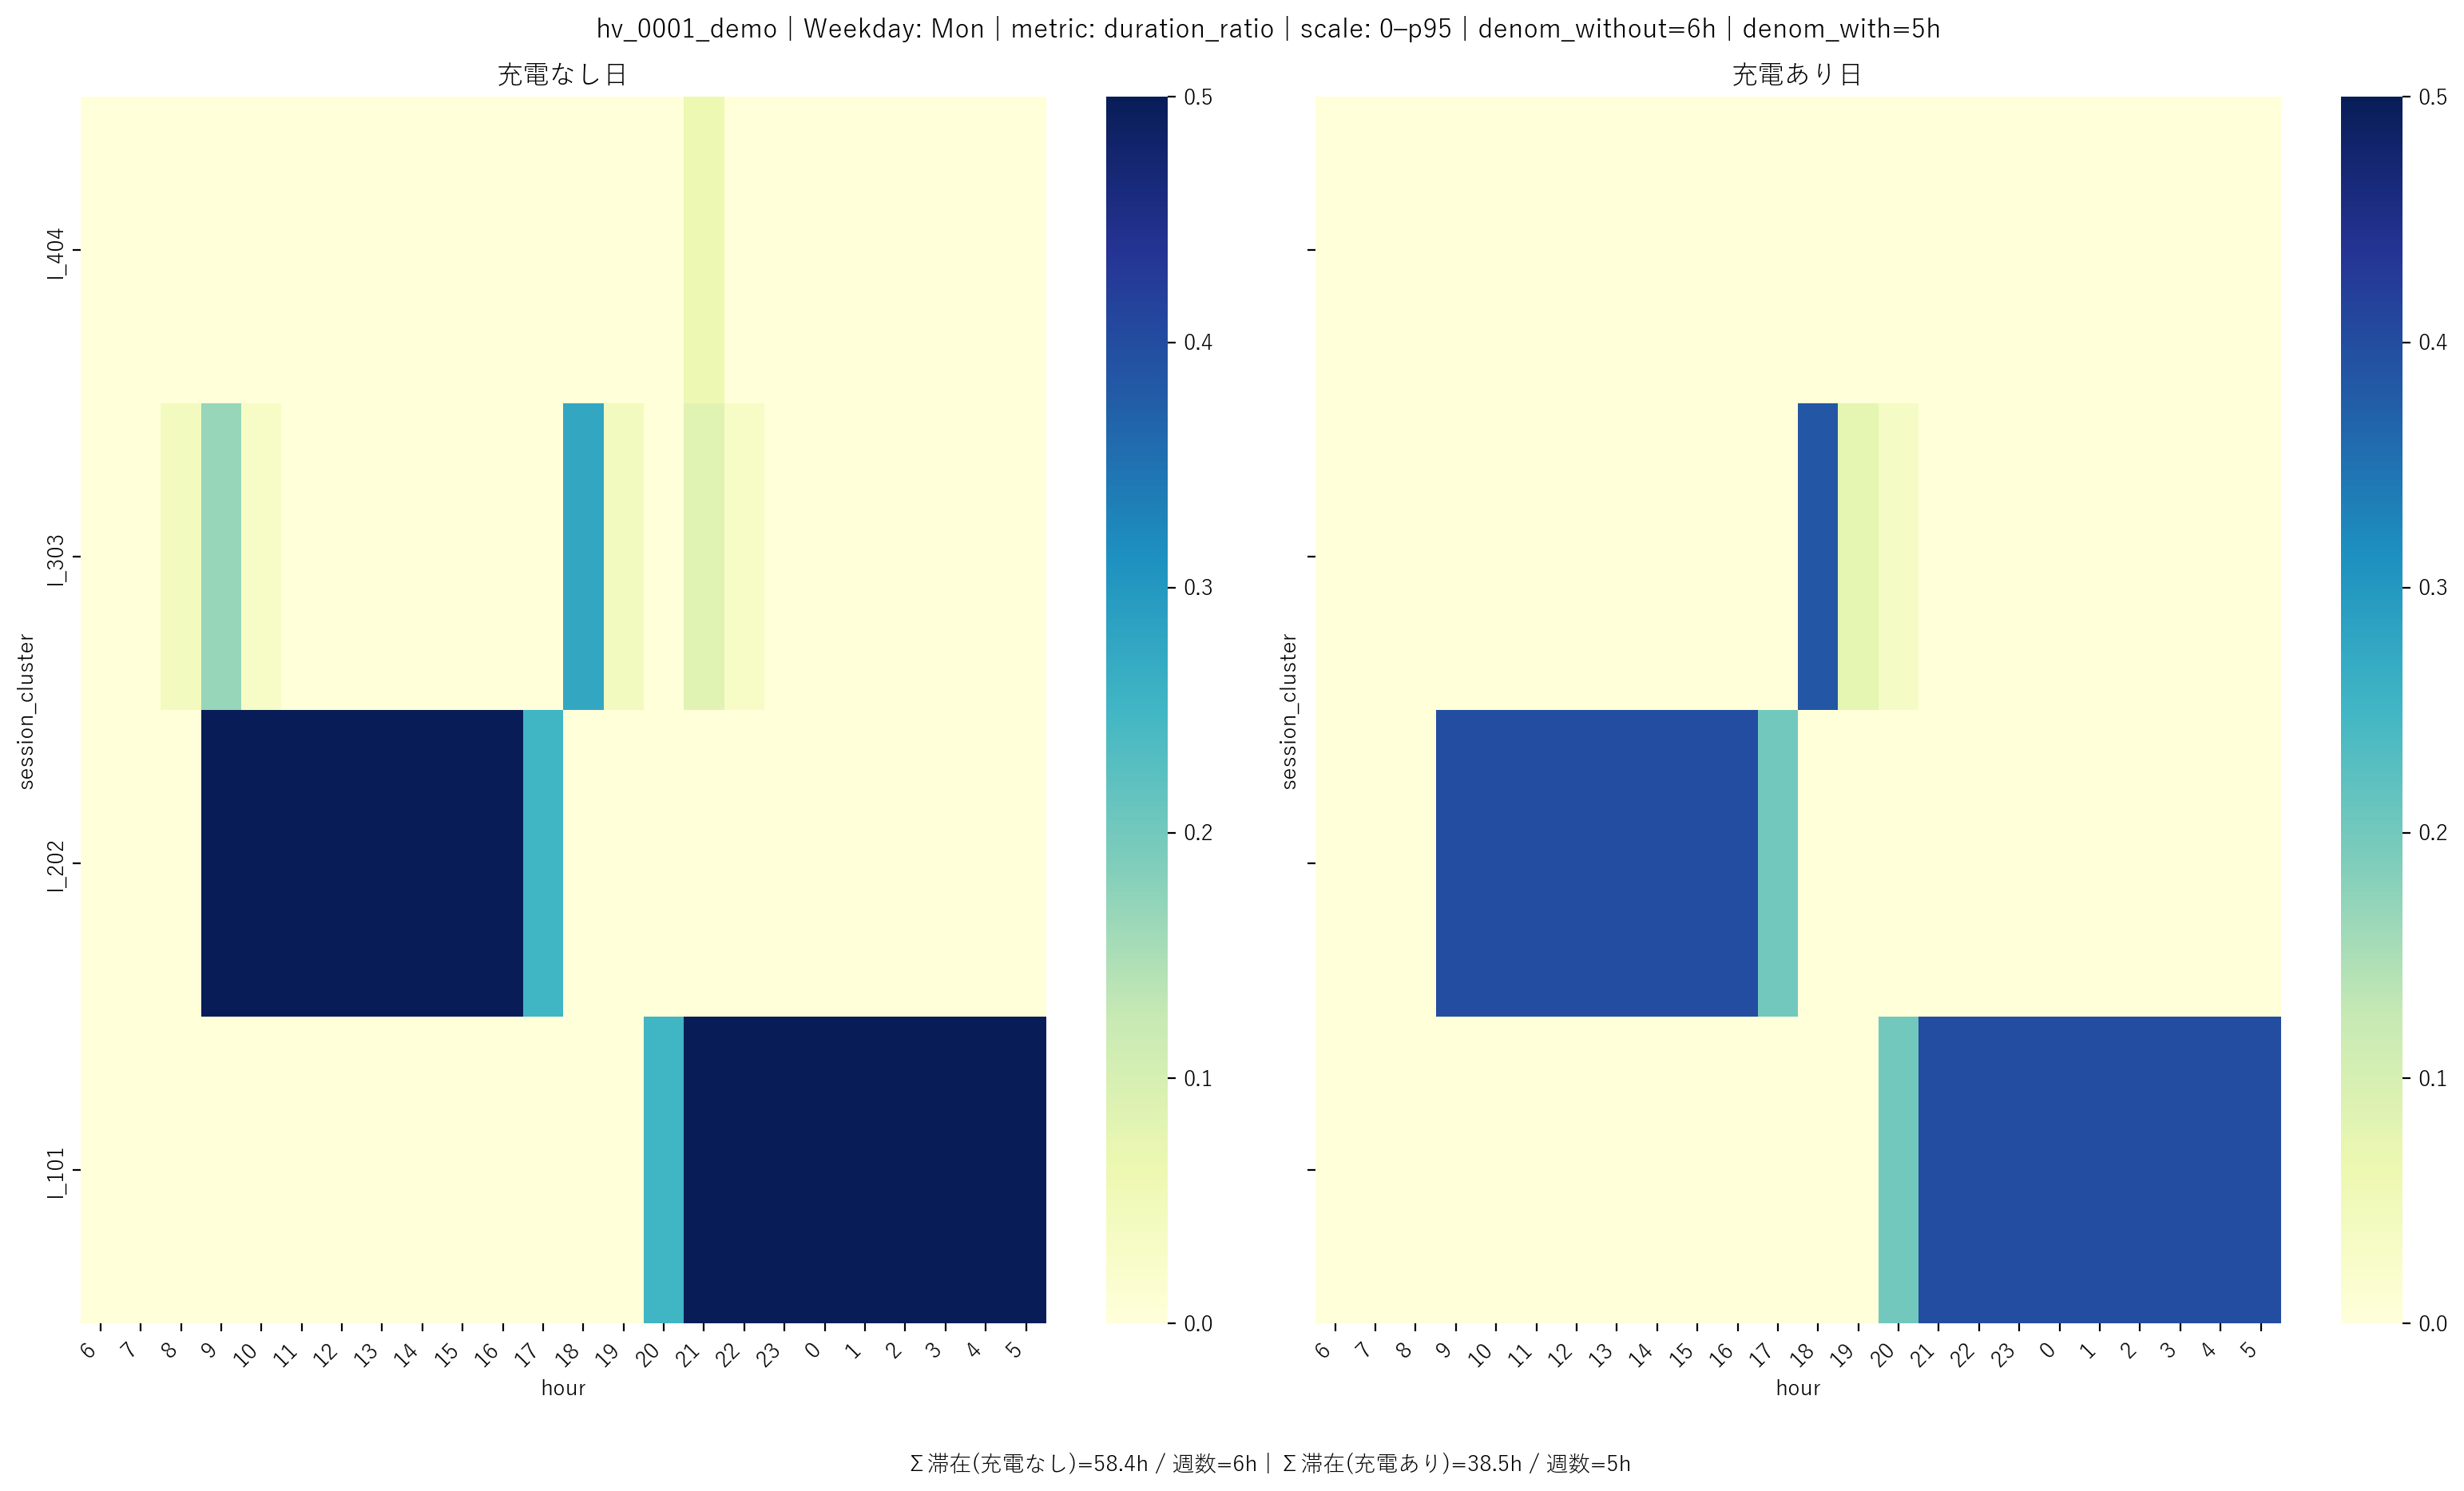 hv_0001_demo | Weekday: Mon | metric: duration_ratio | scale: 0–p95 | denom_without=6h | denom_with=5h
充電なし日
session_cluster
l_404
l_303
l_202
l_101
6 7 8 9 10 11 12 13 14 15 16 17 18 19 20 21 22 23 0 1 2 3 4 5
hour
0.5
0.4
0.3
0.2
0.1
0.0
充電あり日
session_cluster
6 7 8 9 10 11 12 13 14 15 16 17 18 19 20 21 22 23 0 1 2 3 4 5
hour
0.5
0.4
0.3
0.2
0.1
0.0
Σ滞在(充電なし)=58.4h / 週数=6h | Σ滞在(充電あり)=38.5h / 週数=5h